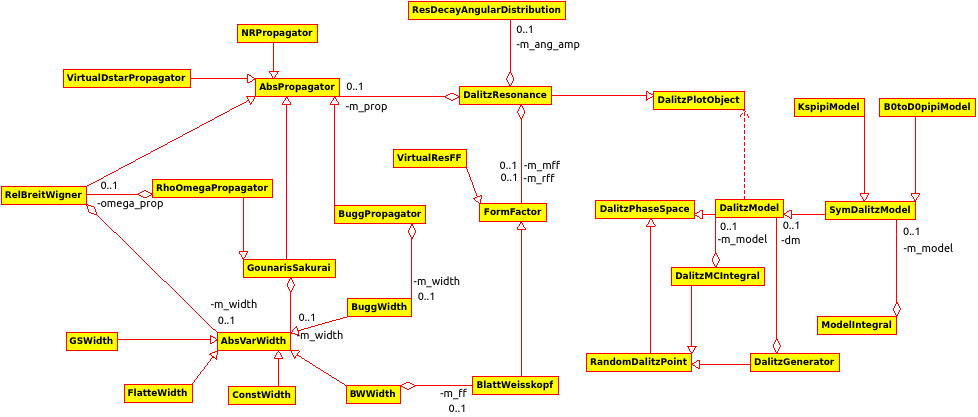 ResDecayAngularDistribution
0..1
-m_ang_amp
NRPropagator
VirtualDstarPropagator
AbsPropagator
0..1
-m_prop
DalitzResonance
DalitzPlotObject
KspipiModel
B0toD0pipiModel
VirtualResFF
0..1
-m_mff
0..1
-m_rff
RelBreitWigner
0..1
-omega_prop
RhoOmegaPropagator
BuggPropagator
FormFactor
DalitzPhaseSpace
DalitzModel
SymDalitzModel
0..1
-m_model
0..1
-dm
0..1
-m_model
GounarisSakurai
DalitzMCIntegral
-m_width
0..1
-m_width
0..1
BuggWidth
0..1
-m_width
ModelIntegral
GSWidth
AbsVarWidth
RandomDalitzPoint
DalitzGenerator
FlatteWidth
ConstWidth
BWWidth
-m_ff
0..1
BlattWeisskopf